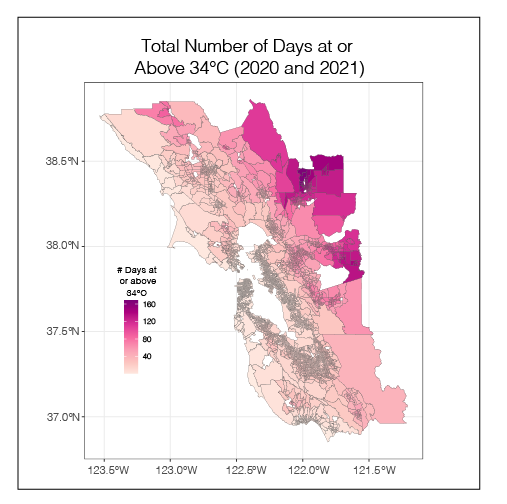 Total Number of Days at or
Above 34°C (2020 and 2021)
38.5°N
38.0°N
# Days at
or above
34°C
160
120
80
40
37.5°N
37.0°N
123.5°W 123.0°W 122.5°W 122.0°W 121.5°W